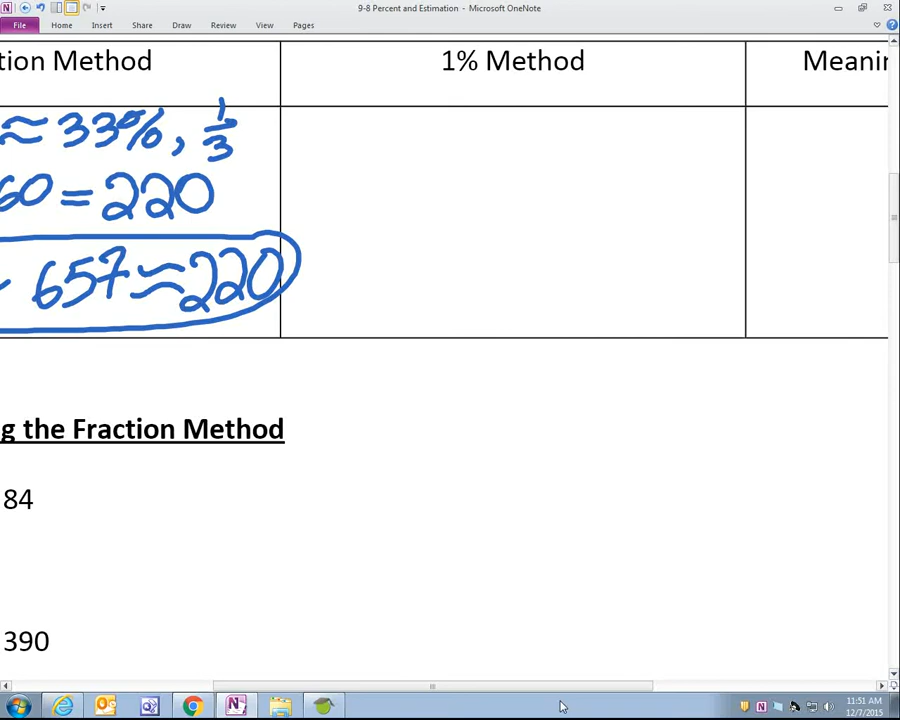 9-8 Percent and Estimation - Microsoft OneNote
File Home Insert Share Draw Review View Pages
tion Method 1% Method Meanin
≈ 33%, 1/3
60 = 220
657 ≈ 220
g the Fraction Method
84
390
11:51 AM
12/7/2015